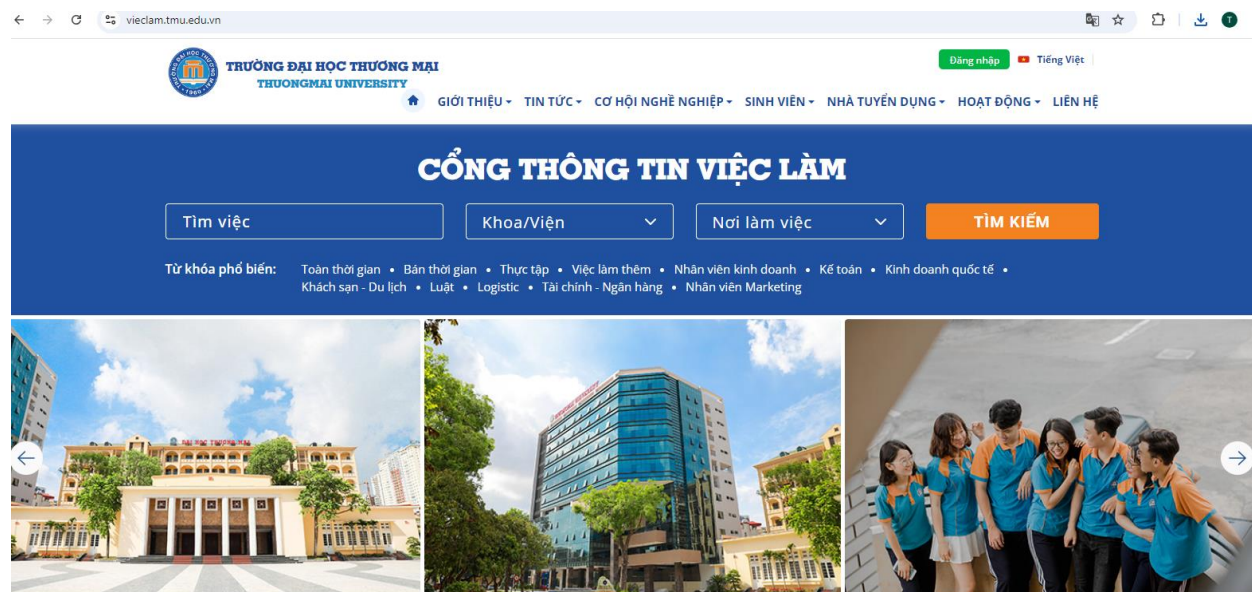 vieclam.tmu.edu.vn
T
TRƯỜNG ĐẠI HỌC THƯƠNG MẠI
THUONGMAI UNIVERSITY
Đăng nhập
Tiếng Việt
GIỚI THIỆU TIN TỨC CƠ HỘI NGHỀ NGHIỆP SINH VIÊN NHÀ TUYỂN DỤNG HOẠT ĐỘNG LIÊN HỆ
CỔNG THÔNG TIN VIỆC LÀM
Tìm việc
Khoa/Viện
Nơi làm việc
TÌM KIẾM
Từ khóa phổ biến: Toàn thời gian • Bán thời gian • Thực tập • Việc làm thêm • Nhân viên kinh doanh • Kế toán • Kinh doanh quốc tế •
Khách sạn - Du lịch • Luật • Logistic • Tài chính - Ngân hàng • Nhân viên Marketing
ĐẠI HỌC THƯƠNG MẠI